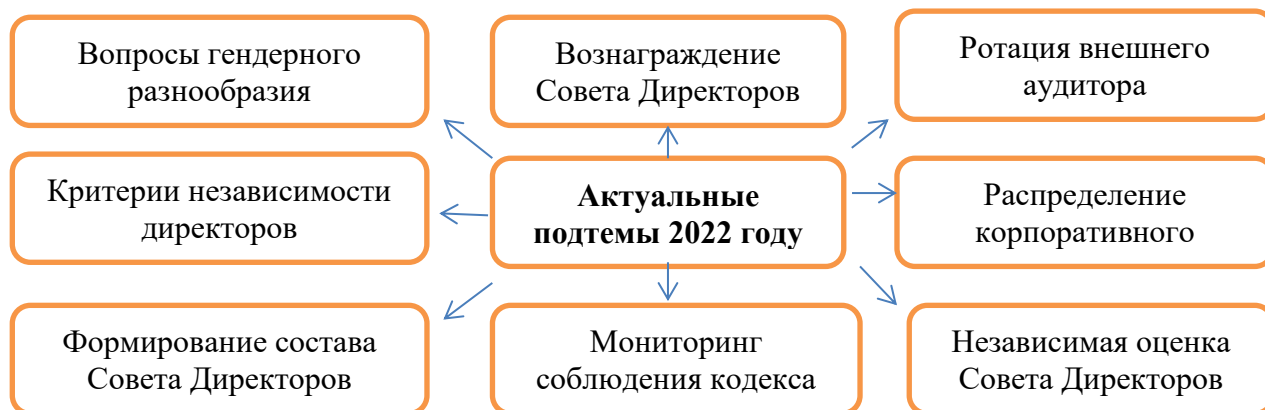 Вопросы гендерного
разнообразия
Вознаграждение
Совета Директоров
Ротация внешнего
аудитора
Критерии независимости
директоров
Актуальные
подтемы 2022 году
Распределение
корпоративного
Формирование состава
Совета Директоров
Мониторинг
соблюдения кодекса
Независимая оценка
Совета Директоров